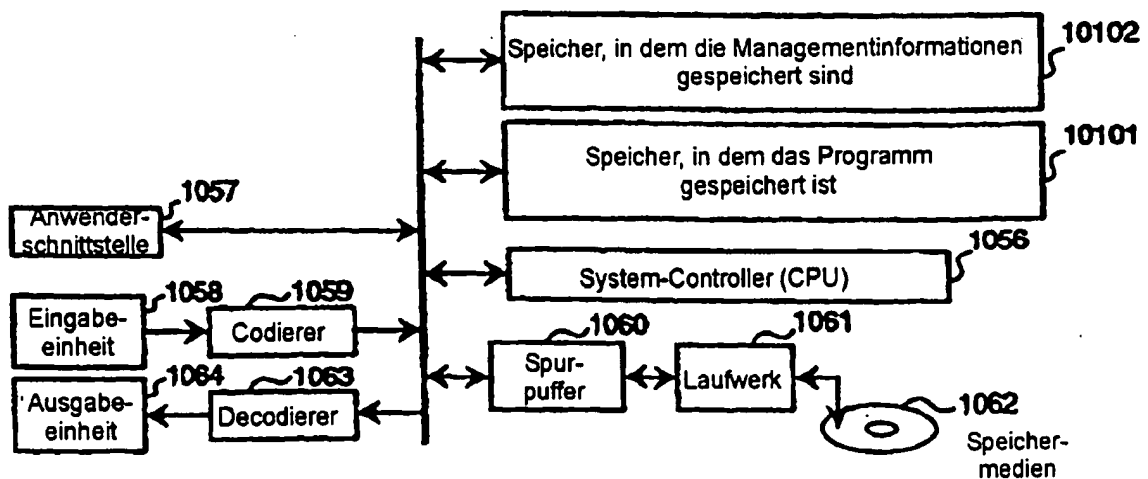 10102
Speicher, in dem die Managementinformationen
gespeichert sind
10101
Speicher, in dem das Programm
gespeichert ist
1057
Anwender-
schnittstelle
1056
System-Controller (CPU)
1058
Eingabe-
einheit
1059
Codierer
1060
Spur-
puffer
1061
Laufwerk
1064
Ausgabe-
einheit
1063
Decodierer
1062
Speicher-
medien